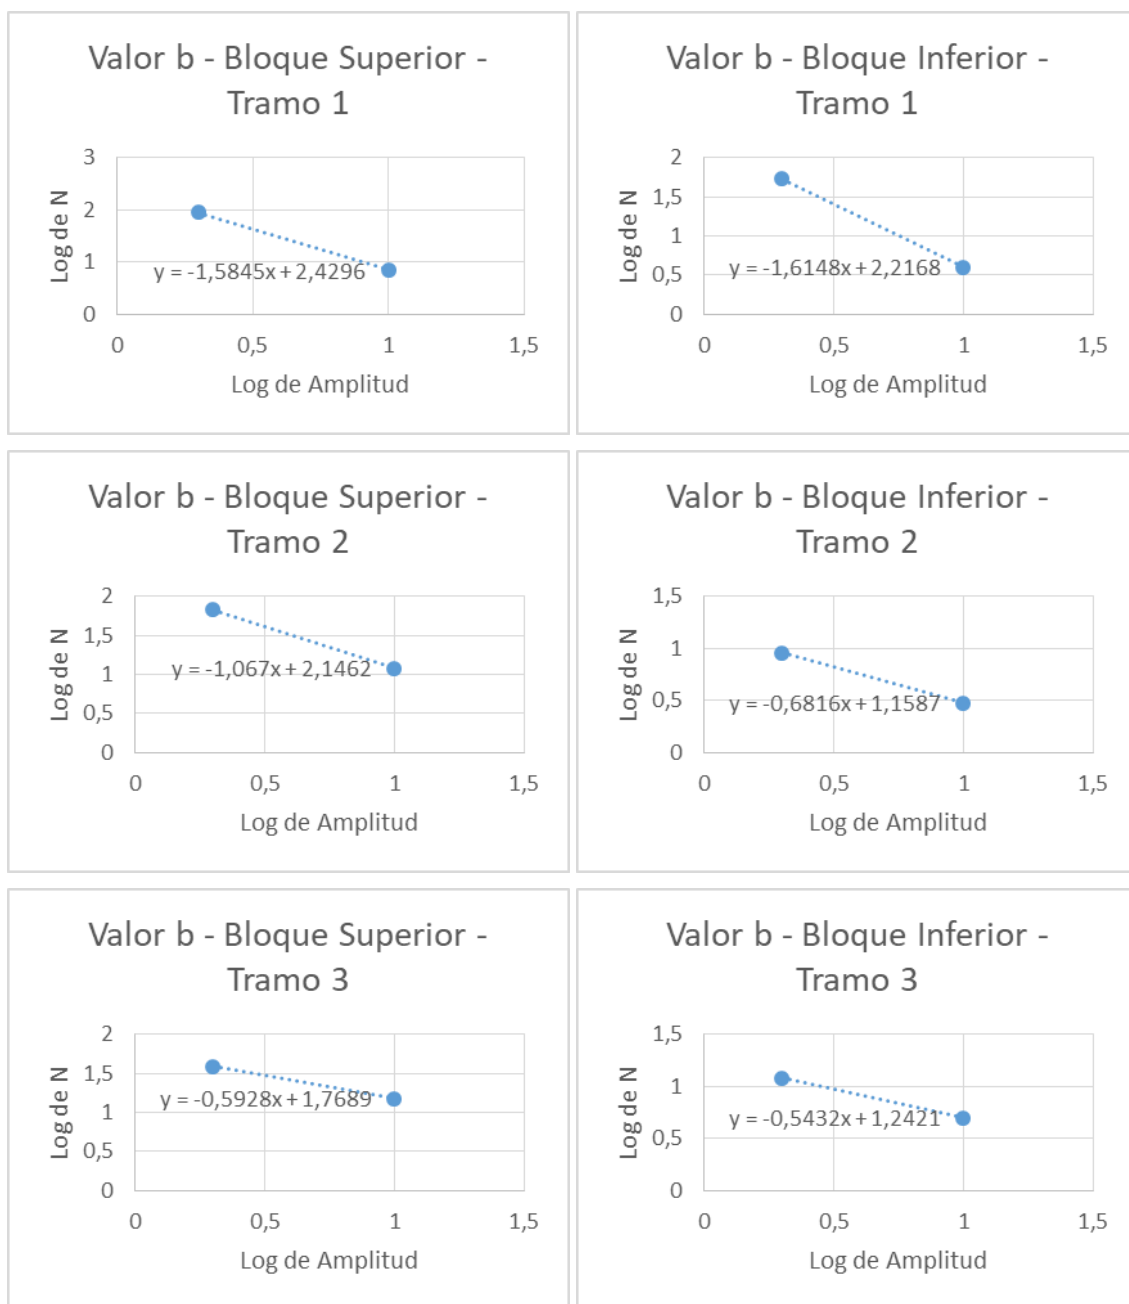 Valor b - Bloque Superior -
Tramo 1
3
2
1
0
0
0,5
1
1,5
Log de N
y = -1,5845x + 2,4296
Log de Amplitud
Valor b - Bloque Inferior -
Tramo 1
2
1,5
1
0,5
0
0
0,5
1
1,5
Log de N
y = -1,6148x + 2,2168
Log de Amplitud
Valor b - Bloque Superior -
Tramo 2
2
1,5
1
0,5
0
0
0,5
1
1,5
Log de N
y = -1,067x + 2,1462
Log de Amplitud
Valor b - Bloque Inferior -
Tramo 2
1,5
1
0,5
0
0
0,5
1
1,5
Log de N
y = -0,6816x + 1,1587
Log de Amplitud
Valor b - Bloque Superior -
Tramo 3
2
1,5
1
0,5
0
0
0,5
1
1,5
Log de N
y = -0,5928x + 1,7689
Log de Amplitud
Valor b - Bloque Inferior -
Tramo 3
1,5
1
0,5
0
0
0,5
1
1,5
Log de N
y = -0,5432x + 1,2421
Log de Amplitud